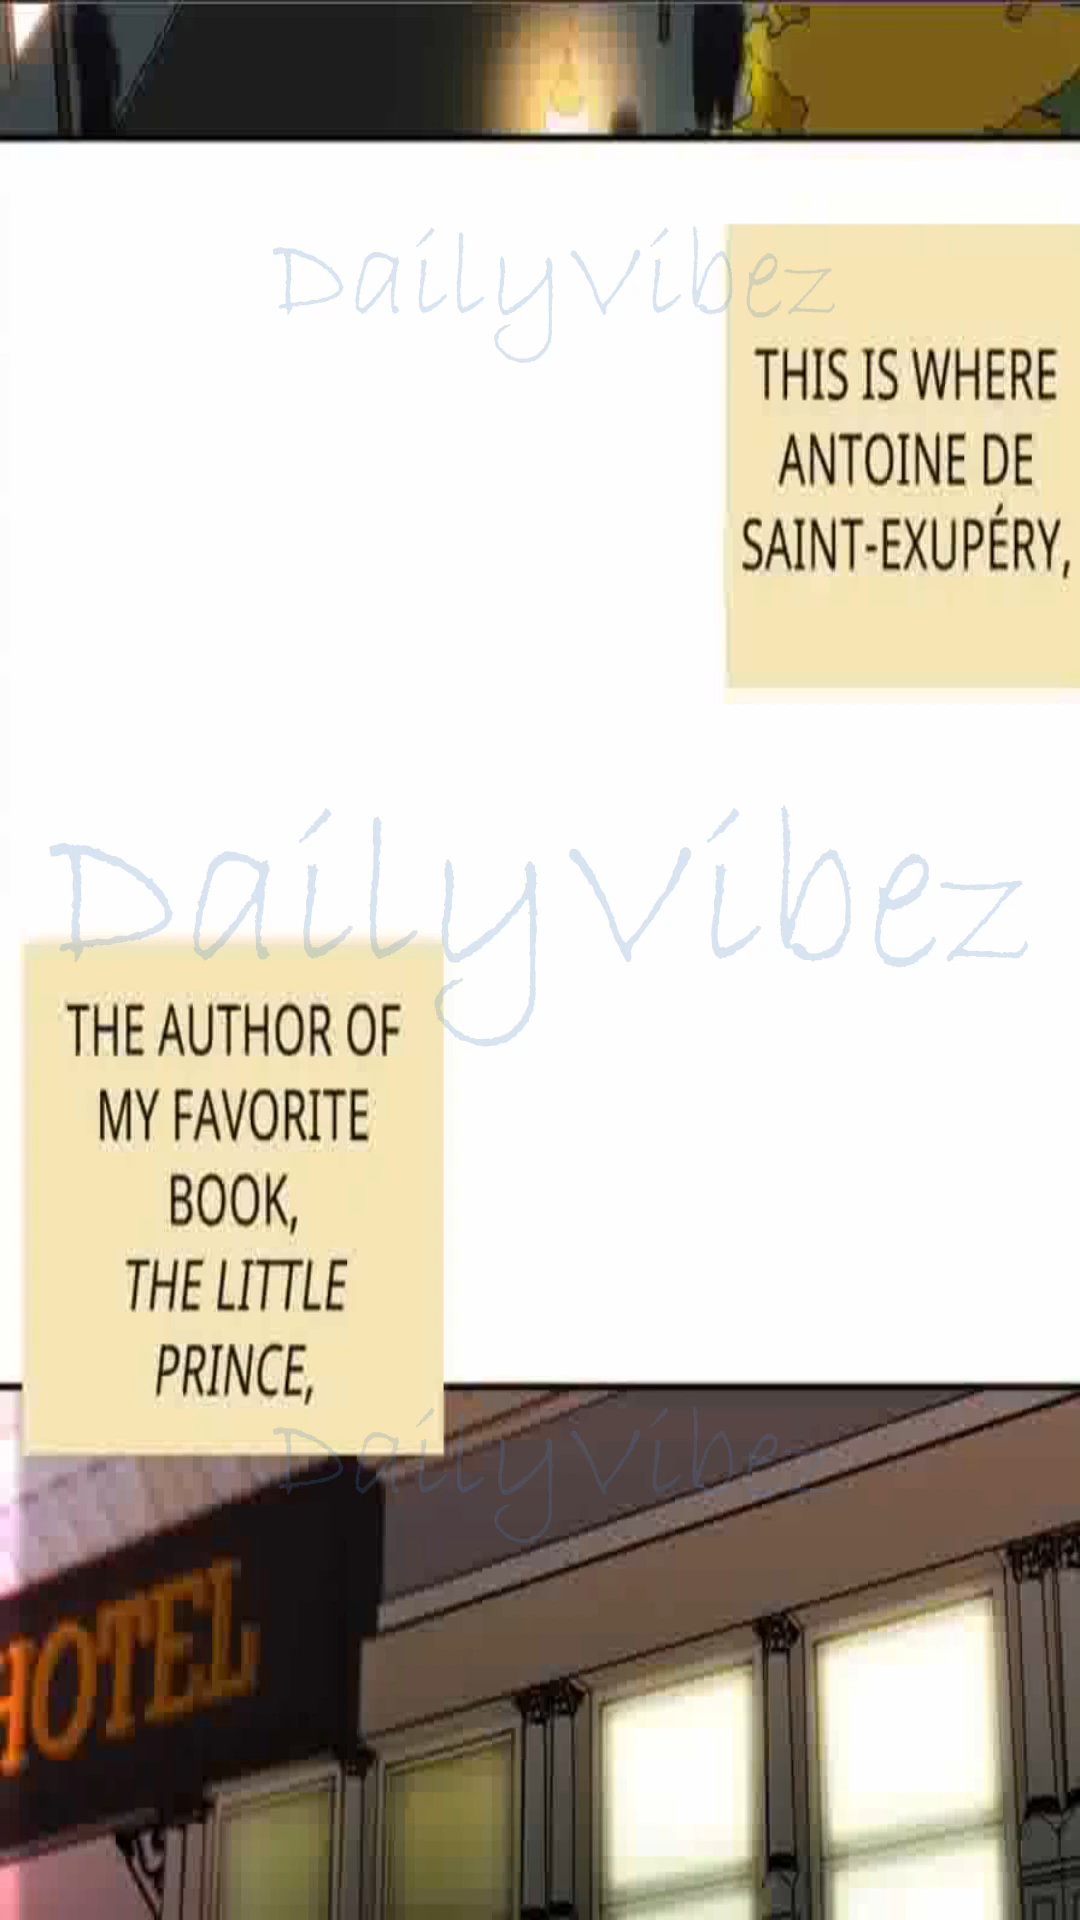 DailyVibez
THIS IS WHERE
ANTOINE DE
SAINT-EXUPÉRY,
DailyVibez
THE AUTHOR OF
MY FAVORITE
BOOK,
THE LITTLE
PRINCE,
DailyVibez
HOTEL